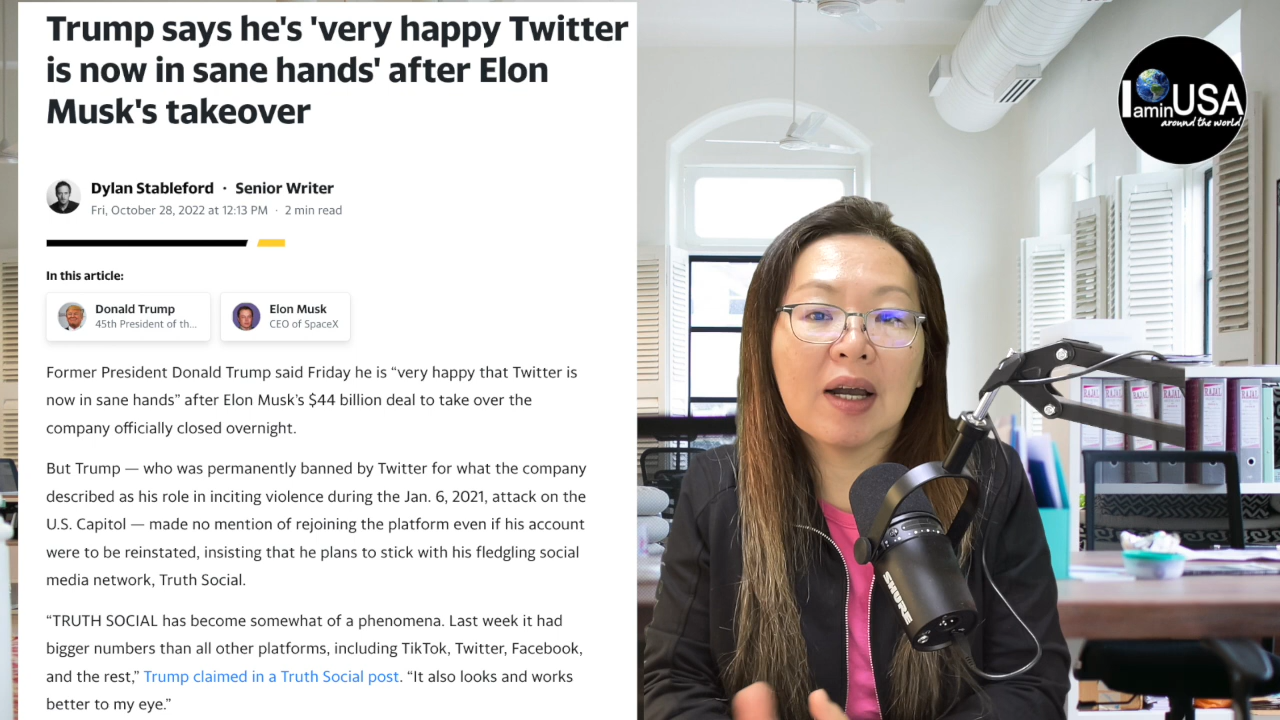 Trump says he's 'very happy Twitter
is now in sane hands' after Elon
Musk's takeover
Dylan Stableford · Senior Writer
Fri, October 28, 2022 at 12:13 PM · 2 min read
In this article:
Donald Trump
45th President of th...
Elon Musk
CEO of SpaceX
Former President Donald Trump said Friday he is “very happy that Twitter is
now in sane hands” after Elon Musk’s $44 billion deal to take over the
company officially closed overnight.
But Trump — who was permanently banned by Twitter for what the company
described as his role in inciting violence during the Jan. 6, 2021, attack on the
U.S. Capitol — made no mention of rejoining the platform even if his account
were to be reinstated, insisting that he plans to stick with his fledgling social
media network, Truth Social.
“TRUTH SOCIAL has become somewhat of a phenomena. Last week it had
bigger numbers than all other platforms, including TikTok, Twitter, Facebook,
and the rest,” Trump claimed in a Truth Social post. “It also looks and works
better to my eye.”
I aminUSA
around the world
SHURE